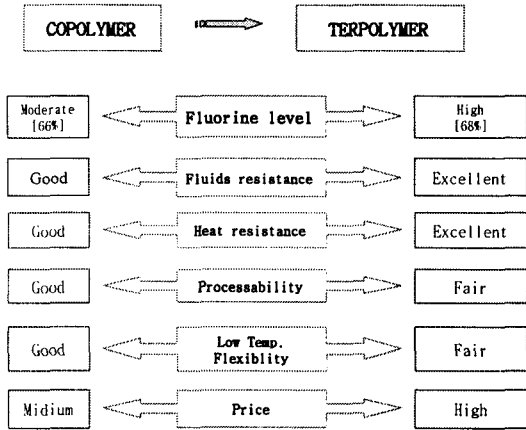 COPOLYMER TERPOLYMER
Moderate
[66%]
Fluorine level
High
[68%]
Good Fluids resistance Excellent
Good Heat resistance Excellent
Good Processability Fair
Good
Low Temp.
Flexiblity
Fair
Midium Price High